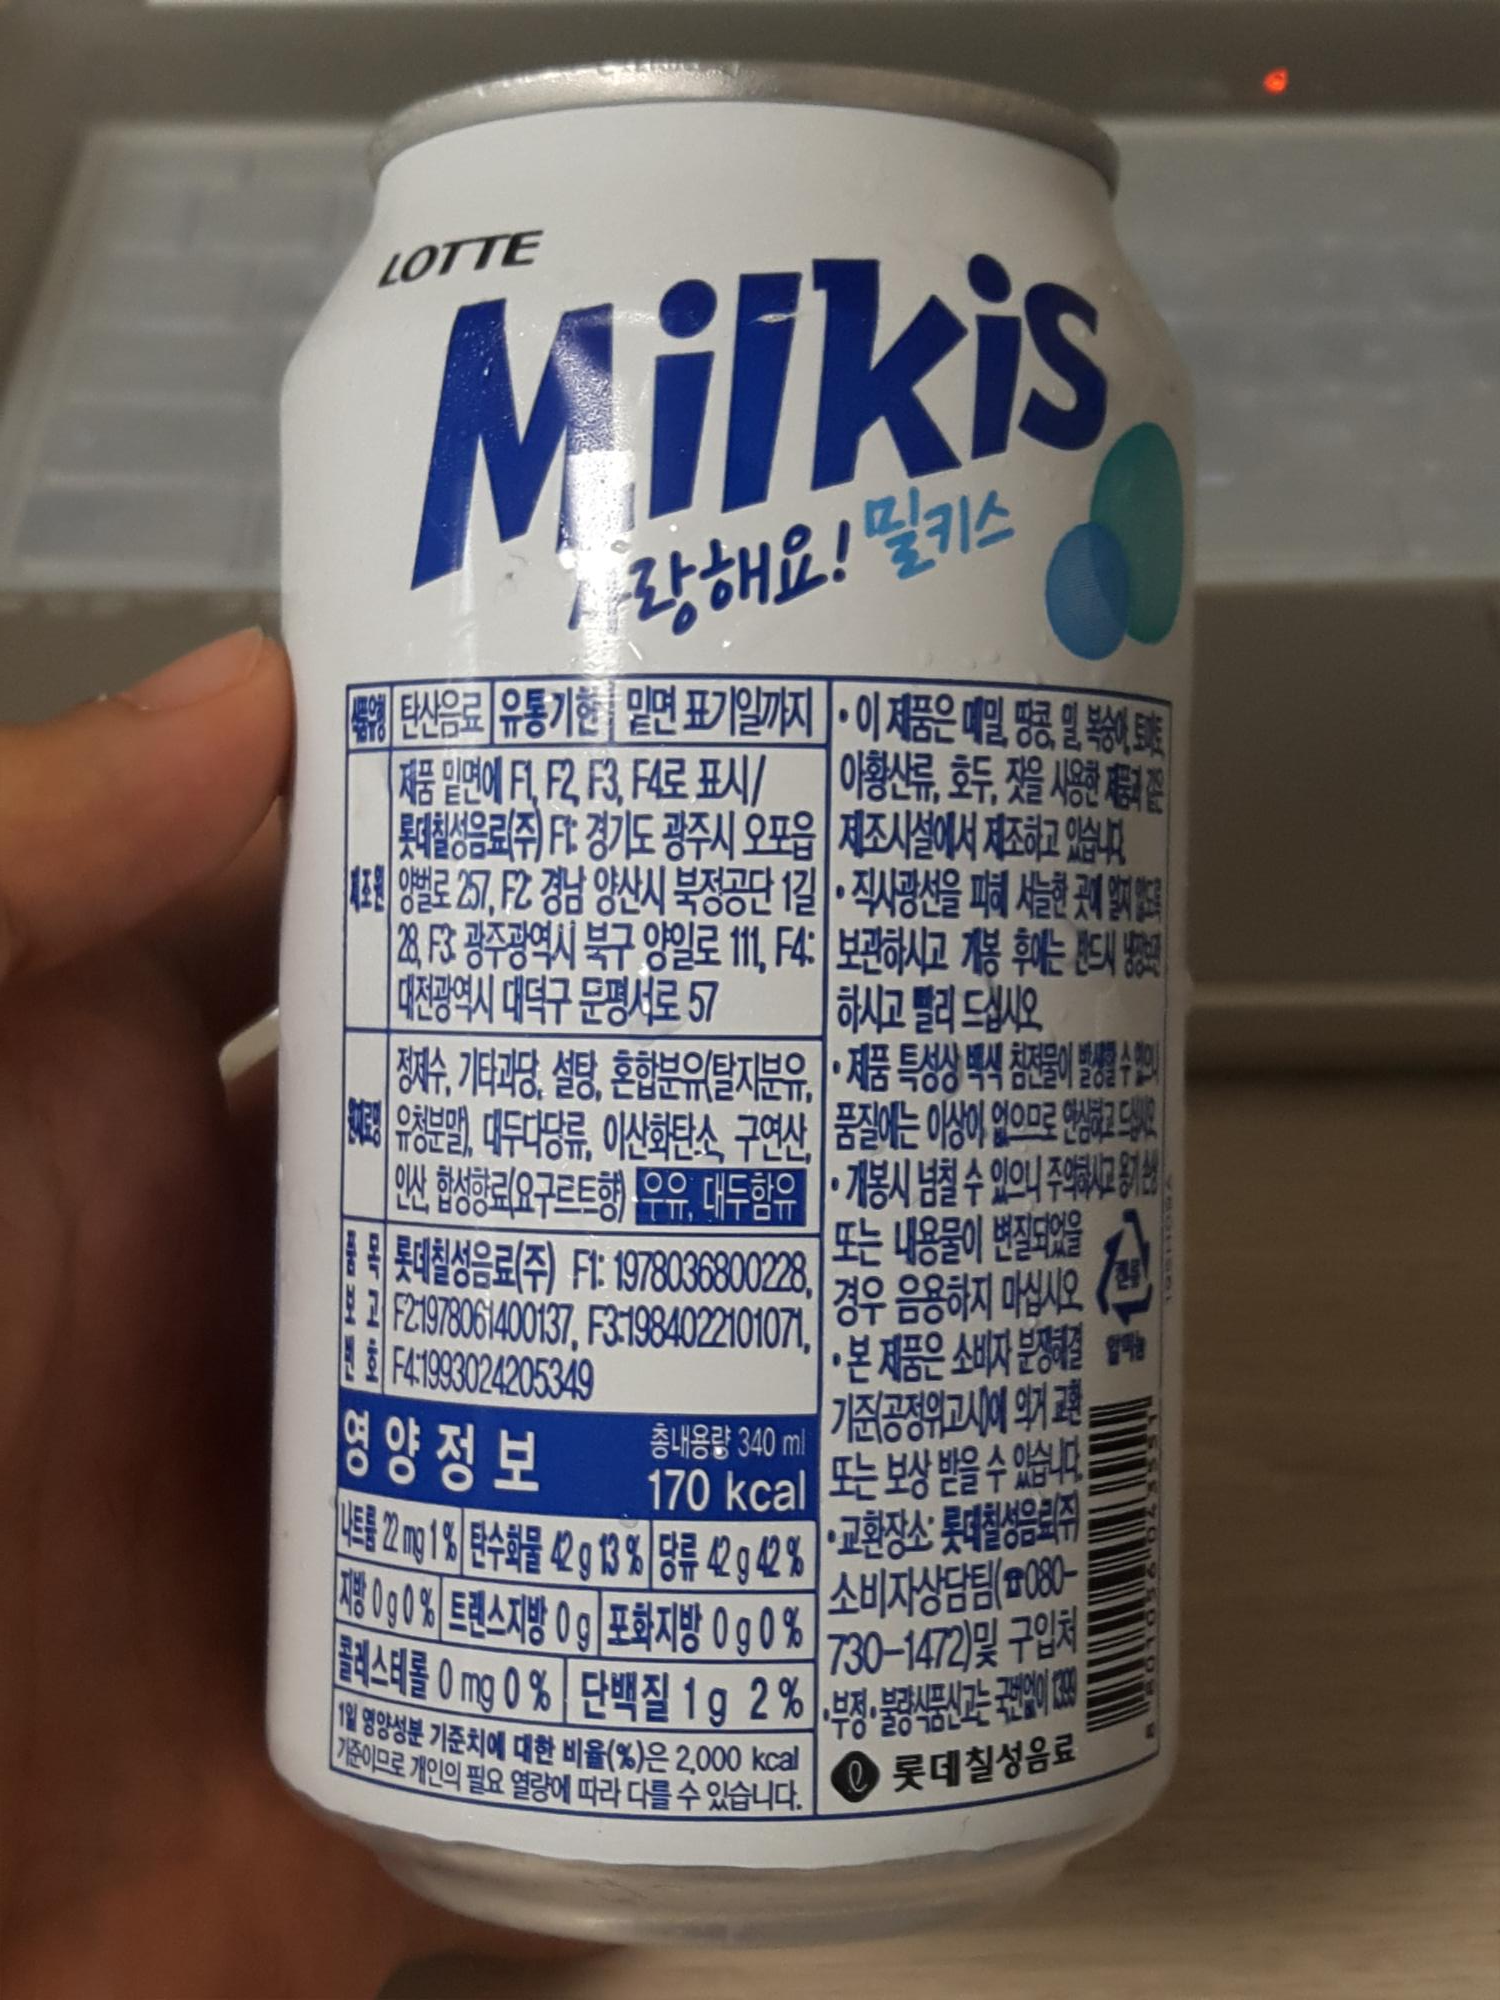 LOTTE
Milkis
사랑해요! 밀키스
식품유형 탄산음료 유통기한 밑면 표기일까지
제조원
제품 밑면에 F1, F2, F3, F4로 표시/
롯데칠성음료(주) F1: 경기도 광주시 오포읍
양벌로 257, F2: 경남 양산시 북정공단 1길
28, F3: 광주광역시 북구 양일로 111, F4:
대전광역시 대덕구 문평서로 57
원재료명
정제수, 기타과당, 설탕, 혼합분유(탈지분유,
유청분말), 대두다당류, 이산화탄소, 구연산,
인산, 합성향료(요구르트향) 우유, 대두함유
품목
보고
번호
롯데칠성음료(주) F1: 1978036800228,
F2:1978061400137, F3:1984022101071,
F4:1993024205349
영양정보 총내용량 340 ml
170 kcal
나트륨 22 mg 1 % 탄수화물 42 g 13 % 당류 42 g 42 %
지방 0 g 0 % 트랜스지방 0 g 포화지방 0 g 0 %
콜레스테롤 0 mg 0 % 단백질 1 g 2 %
1일 영양성분 기준치에 대한 비율(%)은 2,000 kcal
기준이므로 개인의 필요 열량에 따라 다를 수 있습니다.
• 이 제품은 메밀, 땅콩, 밀, 복숭아, 토마토,
아황산류, 호두, 잣을 사용한 제품과 같은
제조시설에서 제조하고 있습니다.
• 직사광선을 피해 서늘한 곳에 얼지 않도록
보관하시고 개봉 후에는 반드시 냉장보관
하시고 빨리 드십시오.
• 제품 특성상 백색 침전물이 발생할 수 있으나
품질에는 이상이 없으므로 안심하고 드십시오.
• 개봉시 넘칠 수 있으니 주의하시고 용기 손상
또는 내용물이 변질되었을
경우 음용하지 마십시오.
• 본 제품은 소비자 분쟁해결
기준(공정위고시)에 의거 교환
또는 보상 받을 수 있습니다.
• 교환장소: 롯데칠성음료(주)
소비자상담팀(☎080-
730-1472)및 구입처
• 부정•불량식품신고는 국번없이 1399
롯데칠성음료
캔류
알미늄